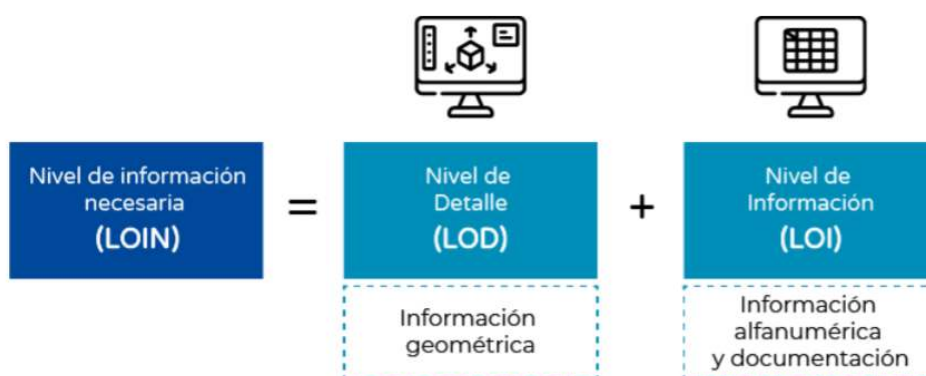 Nivel de información
necesaria
(LOIN)
=
Nivel de
Detalle
(LOD)
+
Nivel de
Información
(LOI)
Información
geométrica
Información
alfanumérica
y documentación